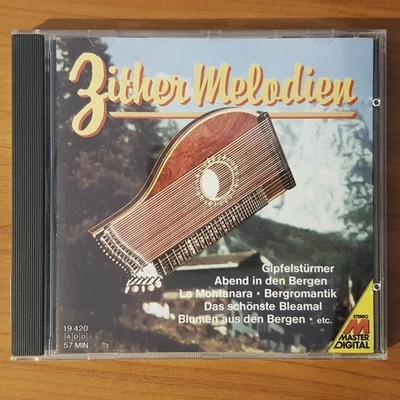 Zither Melodien
Gipfelstürmer
Abend in den Bergen
La Montanara • Bergromantik
Das schönste Bleamal
Blumen aus den Bergen • etc.
19 420
ADD
57 MIN
STEREO
M
MASTER
DIGITAL